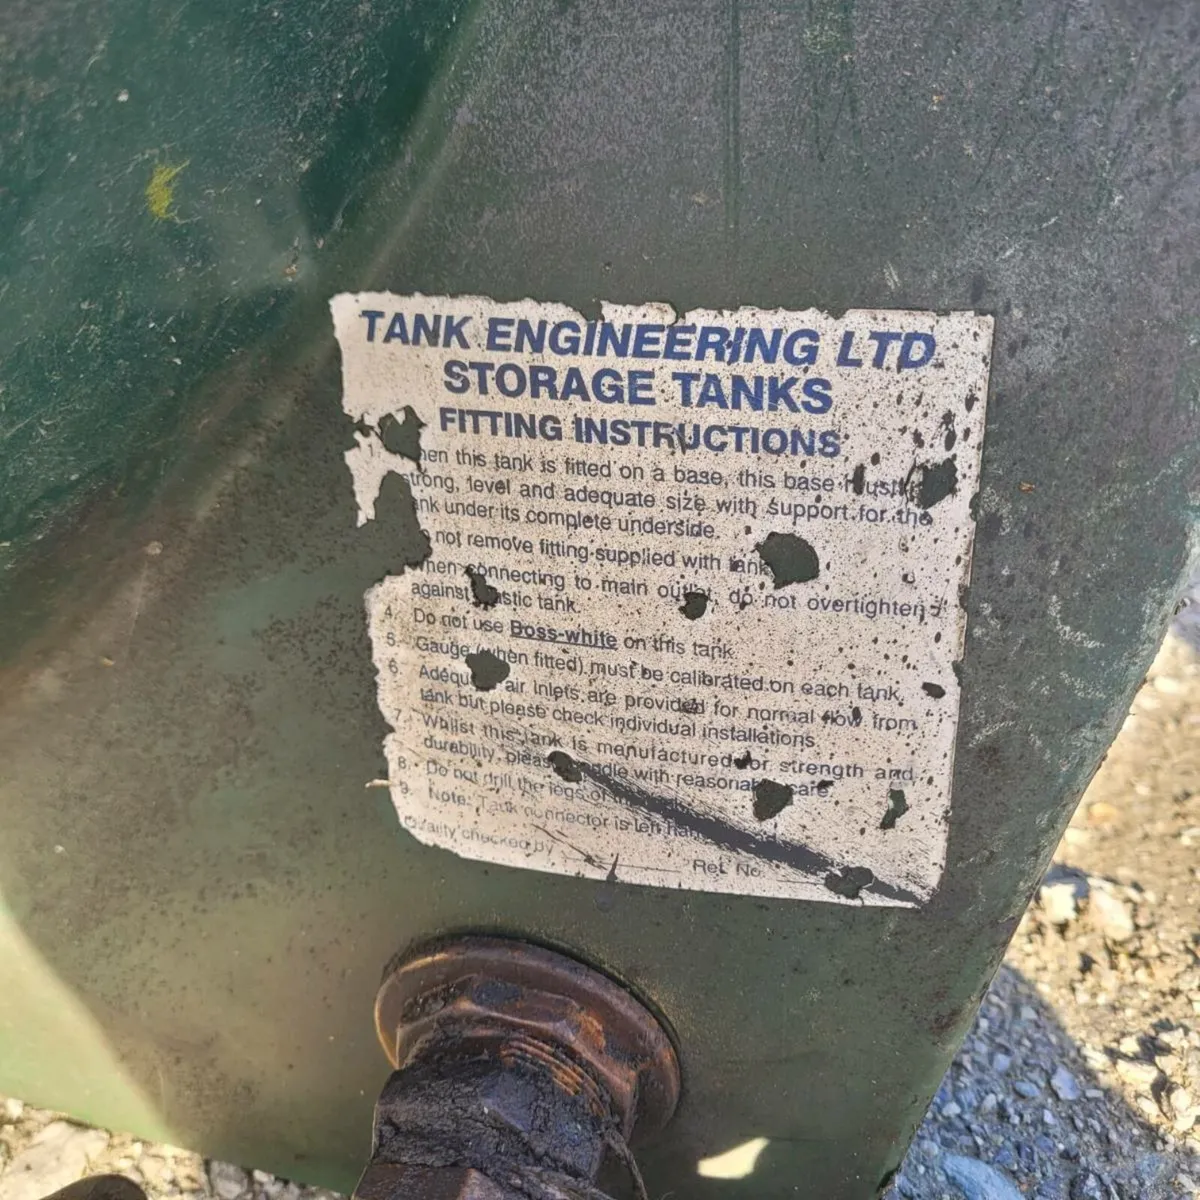 TANK ENGINEERING LTD
STORAGE TANKS
FITTING INSTRUCTIONS
this tank is fitted on a base, this base
level and adequate size with support for the
under its complete underside.
not remove fitting supplied with tank
connecting to main outlet, do not overtighten
against tank.
4. Do not use Boss-white on this tank.
5. Gauge (when fitted) must be calibrated on each tank.
6. air inlets are provided for normal flow from
tank but please check individual installations
7. Whilst this tank is manufactured for strength and
durability, with reasonable care
8. Do not drill the legs of
9. Note: Tank connector is left
Quality checked by
Ref. No.